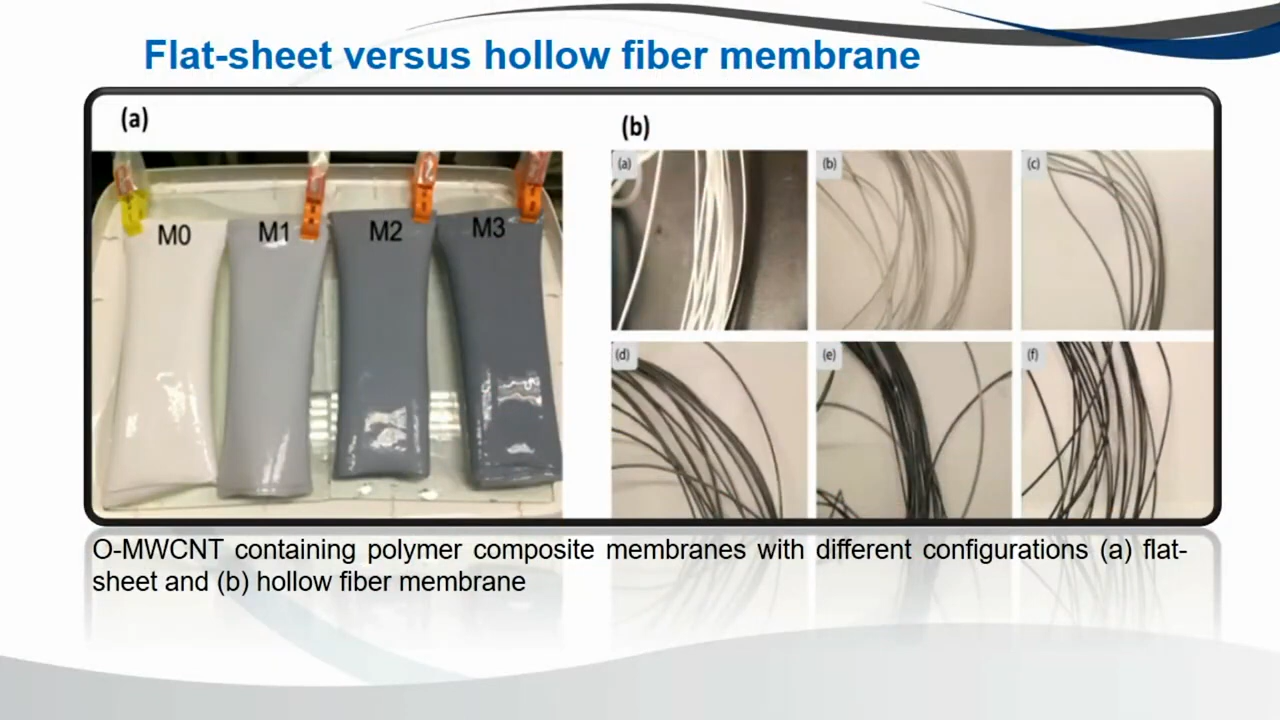 Flat-sheet versus hollow fiber membrane
(a)
(b)
M0
M1
M2
M3
(a)
(b)
(c)
(d)
(e)
(f)
O-MWCNT containing polymer composite membranes with different configurations (a) flat-
sheet and (b) hollow fiber membrane